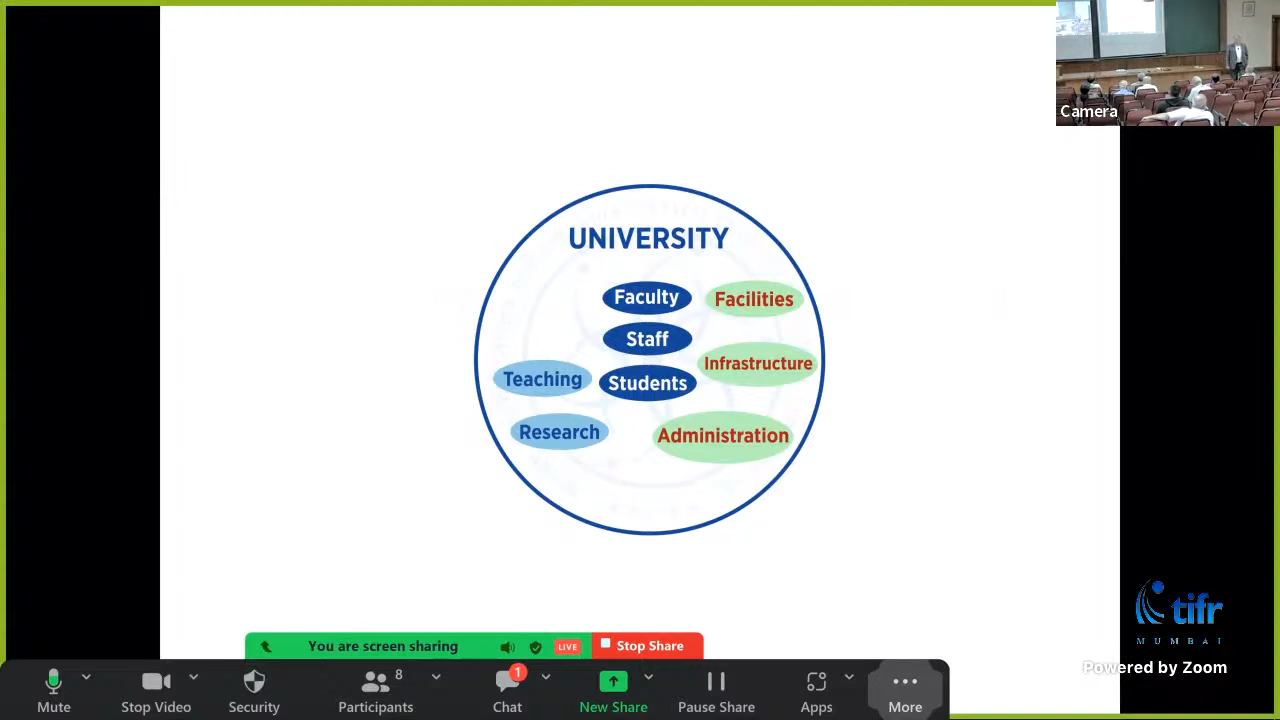 Camera
UNIVERSITY
Faculty
Facilities
Staff
Infrastructure
Teaching
Students
Research
Administration
tifr
MUMBAI
Powered by Zoom
You are screen sharing
LIVE
Stop Share
8
1
Mute
Stop Video
Security
Participants
Chat
New Share
Pause Share
Apps
More